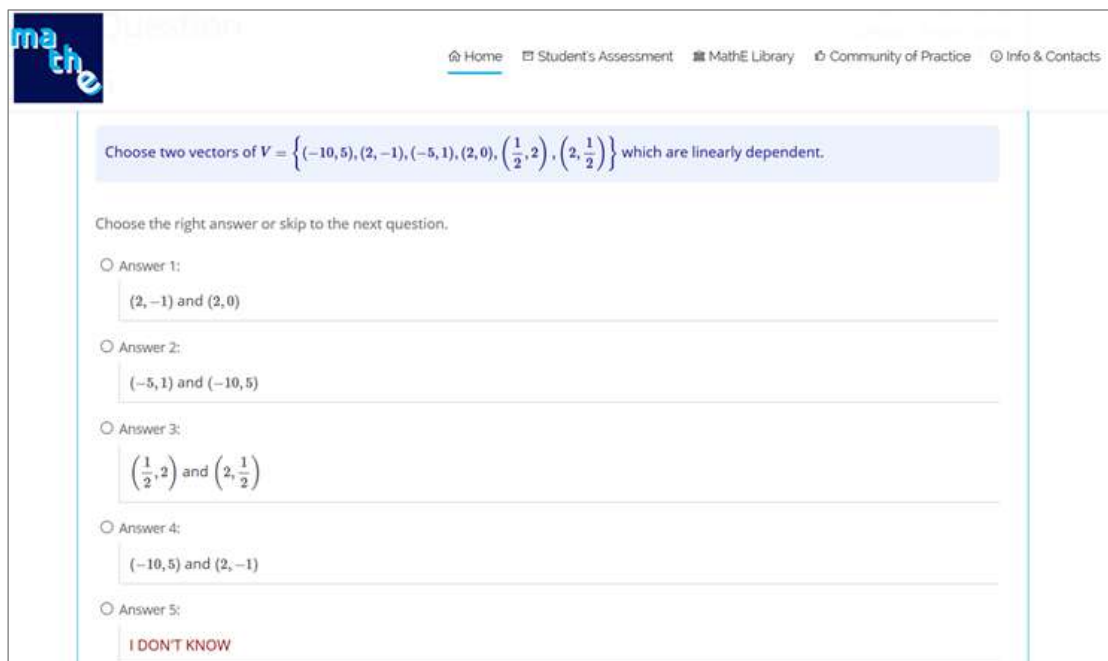 Question
ma
th
e
Home Student's Assessment MathE Library Community of Practice Info & Contacts
Choose two vectors of V = {(−10, 5), (2, −1), (−5, 1), (2, 0), (1/2, 2), (2, 1/2)} which are linearly dependent.
Choose the right answer or skip to the next question.
Answer 1:
(2, −1) and (2, 0)
Answer 2:
(−5, 1) and (−10, 5)
Answer 3:
(1/2, 2) and (2, 1/2)
Answer 4:
(−10, 5) and (2, −1)
Answer 5:
I DON'T KNOW